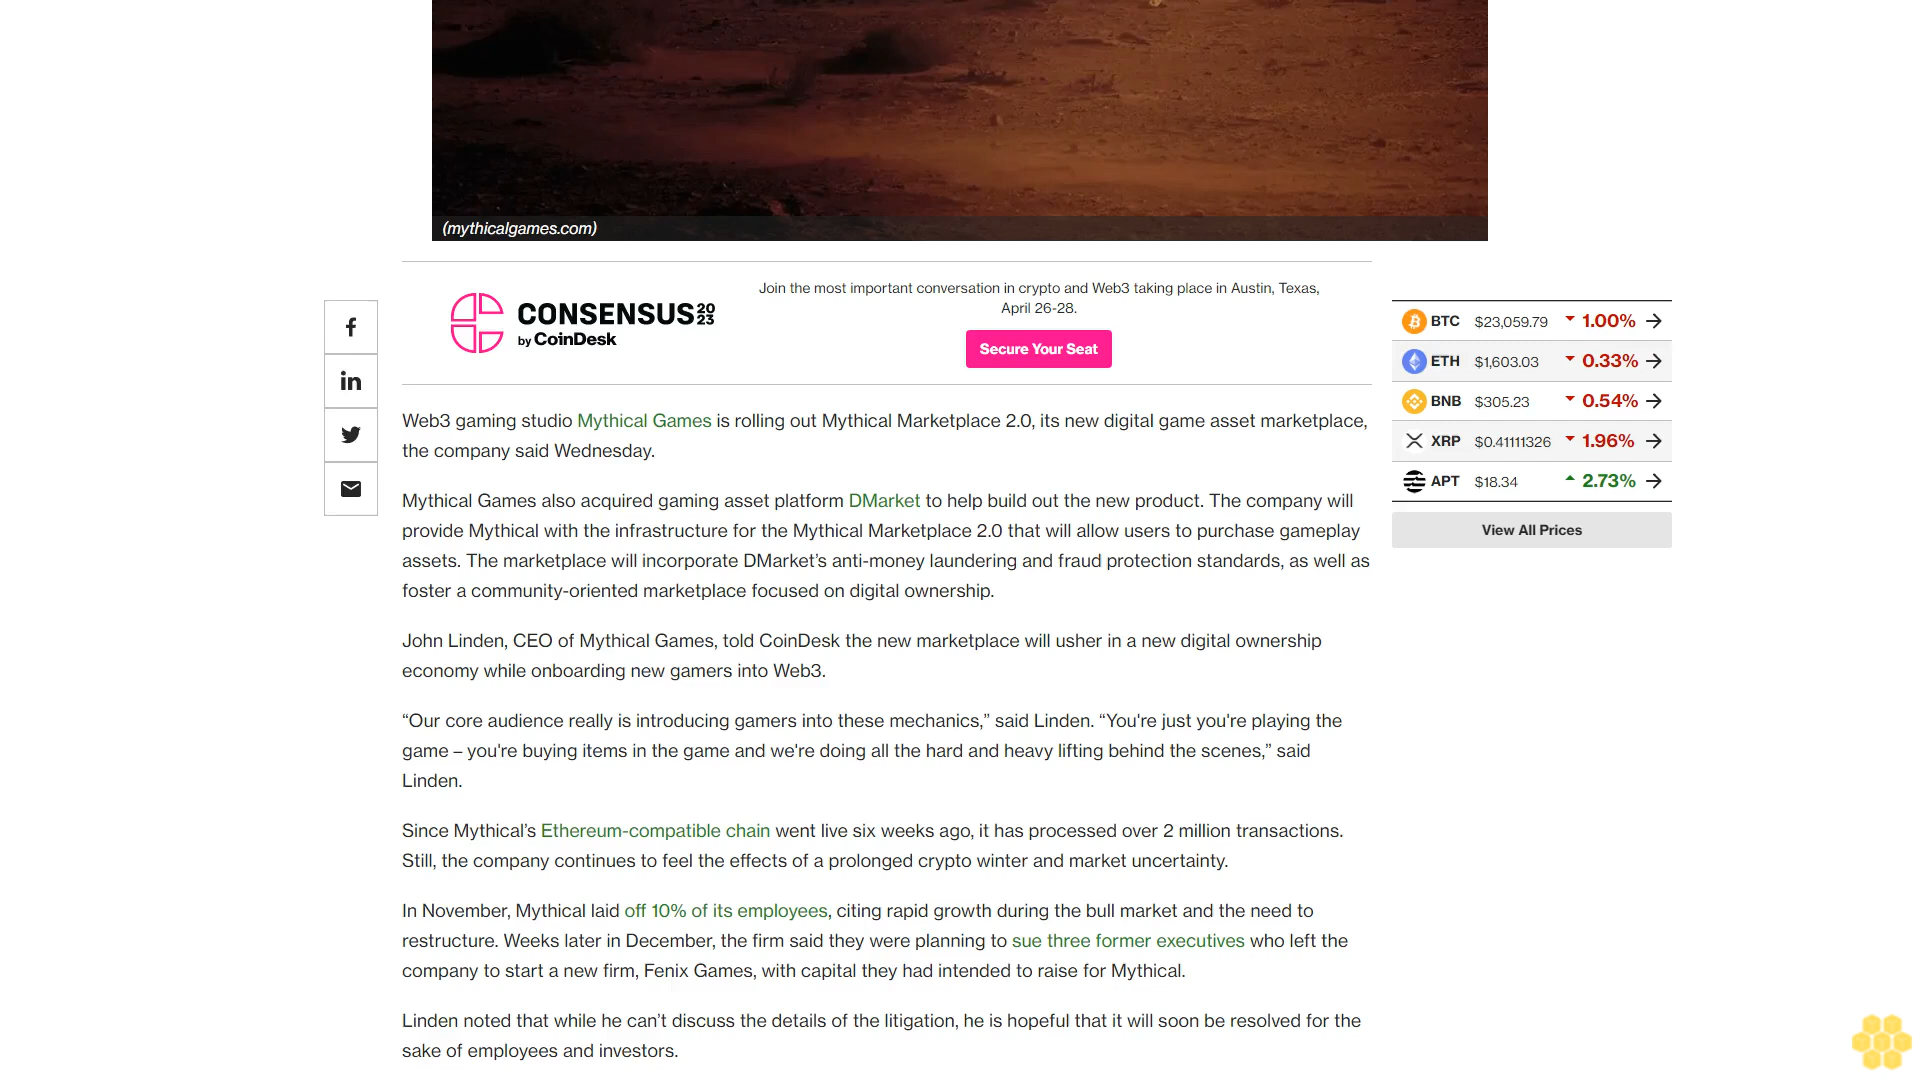 (mythicalgames.com)
CONSENSUS 20 23
by CoinDesk
Join the most important conversation in crypto and Web3 taking place in Austin, Texas,
April 26-28.
Secure Your Seat
BTC $23,059.79 1.00%
ETH $1,603.03 0.33%
BNB $305.23 0.54%
XRP $0.41111326 1.96%
APT $18.34 2.73%
View All Prices
Web3 gaming studio Mythical Games is rolling out Mythical Marketplace 2.0, its new digital game asset marketplace,
the company said Wednesday.
Mythical Games also acquired gaming asset platform DMarket to help build out the new product. The company will
provide Mythical with the infrastructure for the Mythical Marketplace 2.0 that will allow users to purchase gameplay
assets. The marketplace will incorporate DMarket’s anti-money laundering and fraud protection standards, as well as
foster a community-oriented marketplace focused on digital ownership.
John Linden, CEO of Mythical Games, told CoinDesk the new marketplace will usher in a new digital ownership
economy while onboarding new gamers into Web3.
“Our core audience really is introducing gamers into these mechanics,” said Linden. “You're just you're playing the
game – you're buying items in the game and we're doing all the hard and heavy lifting behind the scenes,” said
Linden.
Since Mythical’s Ethereum-compatible chain went live six weeks ago, it has processed over 2 million transactions.
Still, the company continues to feel the effects of a prolonged crypto winter and market uncertainty.
In November, Mythical laid off 10% of its employees, citing rapid growth during the bull market and the need to
restructure. Weeks later in December, the firm said they were planning to sue three former executives who left the
company to start a new firm, Fenix Games, with capital they had intended to raise for Mythical.
Linden noted that while he can’t discuss the details of the litigation, he is hopeful that it will soon be resolved for the
sake of employees and investors.